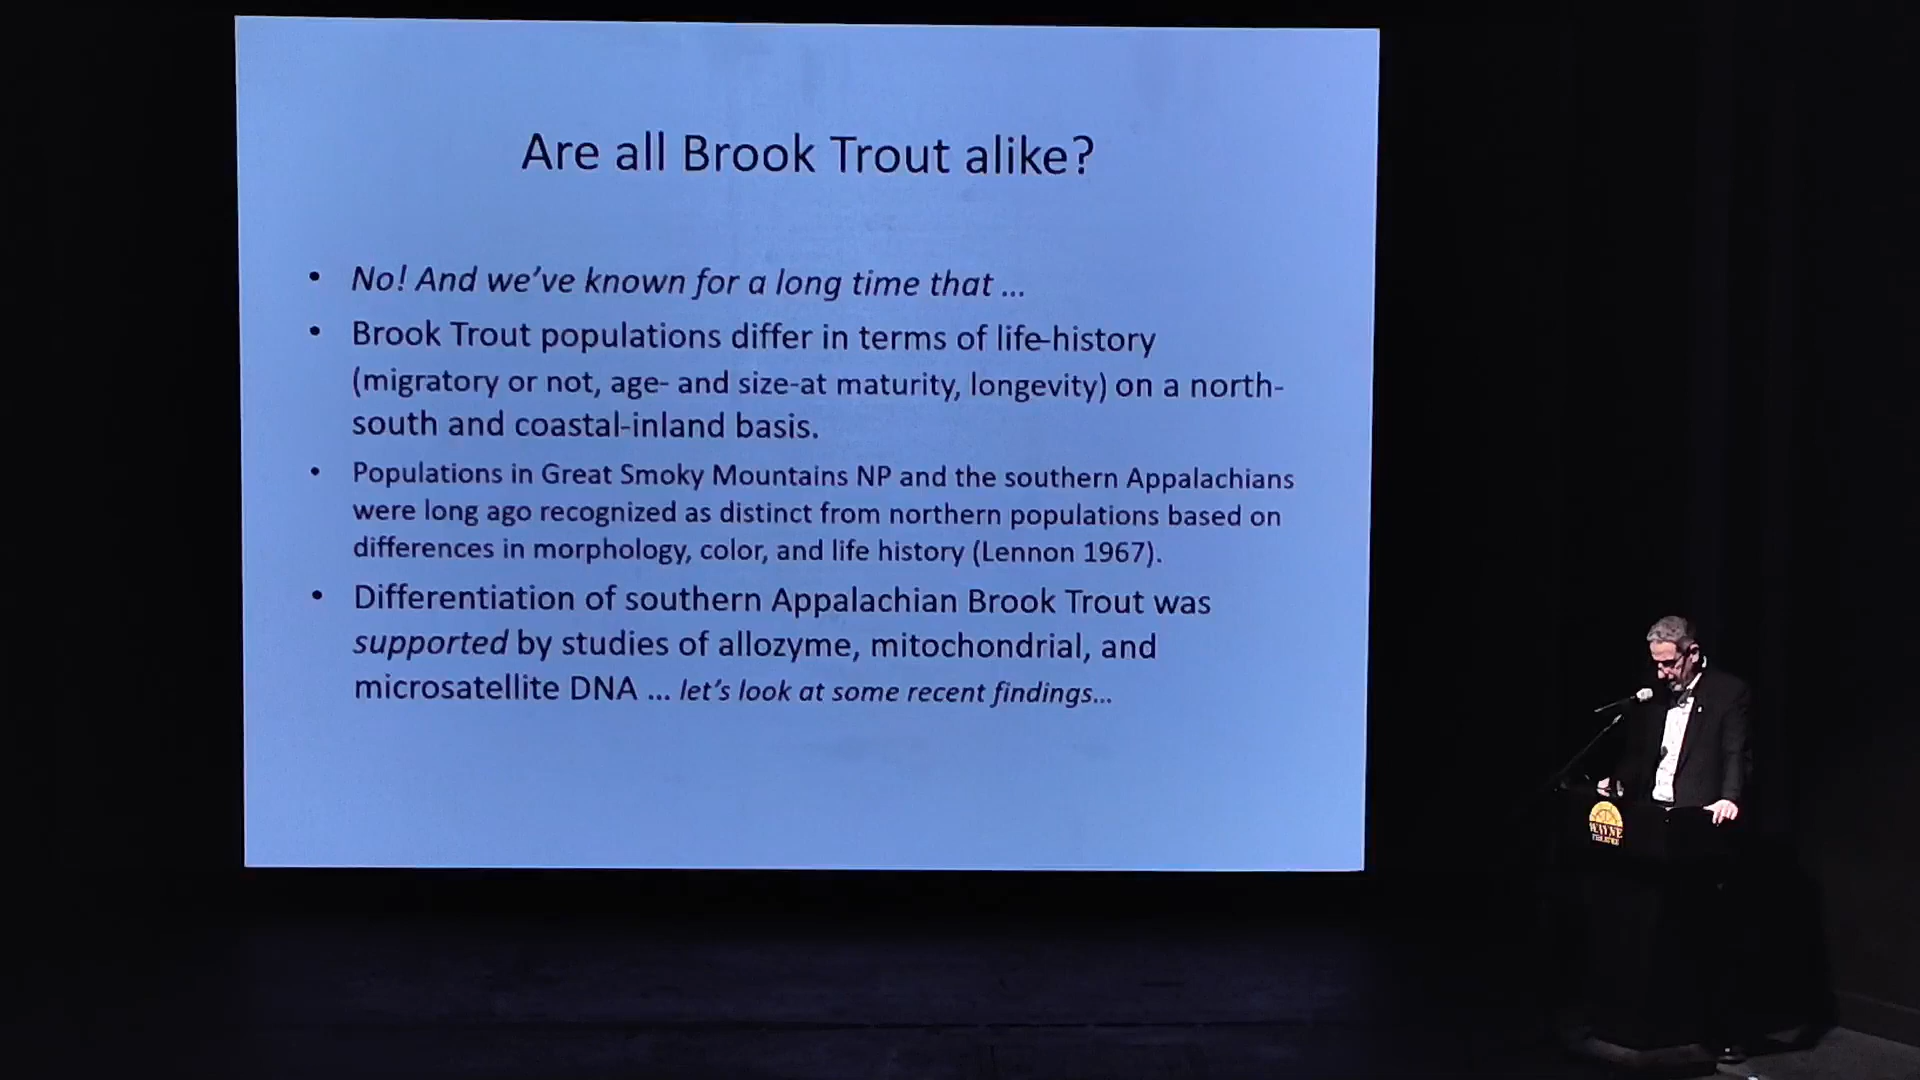 Are all Brook Trout alike?
• No! And we’ve known for a long time that ...
• Brook Trout populations differ in terms of life-history
(migratory or not, age- and size-at maturity, longevity) on a north-
south and coastal-inland basis.
• Populations in Great Smoky Mountains NP and the southern Appalachians
were long ago recognized as distinct from northern populations based on
differences in morphology, color, and life history (Lennon 1967).
• Differentiation of southern Appalachian Brook Trout was
supported by studies of allozyme, mitochondrial, and
microsatellite DNA ... let’s look at some recent findings...
WAYNE
THEATRE